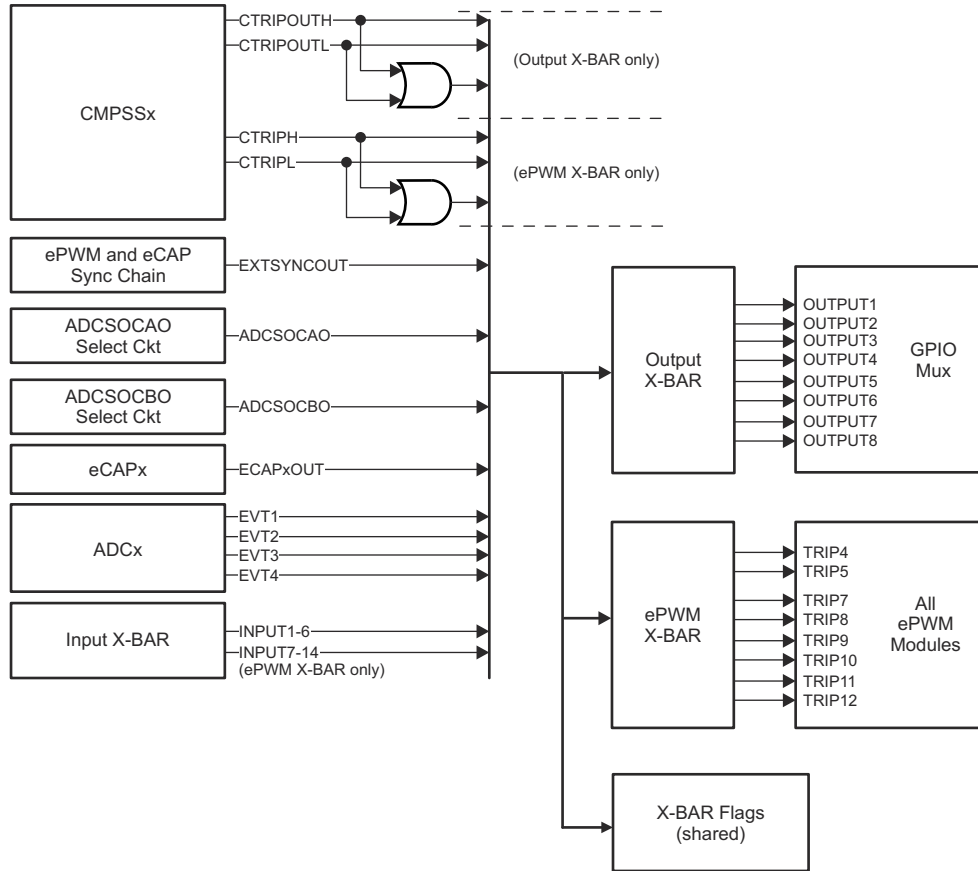 CMPSSx
CTRIPOUTH
CTRIPOUTL
(Output X-BAR only)
CTRIPH
CTRIPL
(ePWM X-BAR only)
ePWM and eCAP
Sync Chain
EXTSYNCOUT
ADCSOCAO
Select Ckt
ADCSOCAO
ADCSOCBO
Select Ckt
ADCSOCBO
eCAPx
ECAPxOUT
ADCx
EVT1
EVT2
EVT3
EVT4
Input X-BAR
INPUT1-6
INPUT7-14
(ePWM X-BAR only)
Output
X-BAR
OUTPUT1
OUTPUT2
OUTPUT3
OUTPUT4
OUTPUT5
OUTPUT6
OUTPUT7
OUTPUT8
GPIO
Mux
ePWM
X-BAR
TRIP4
TRIP5
TRIP7
TRIP8
TRIP9
TRIP10
TRIP11
TRIP12
All
ePWM
Modules
X-BAR Flags
(shared)